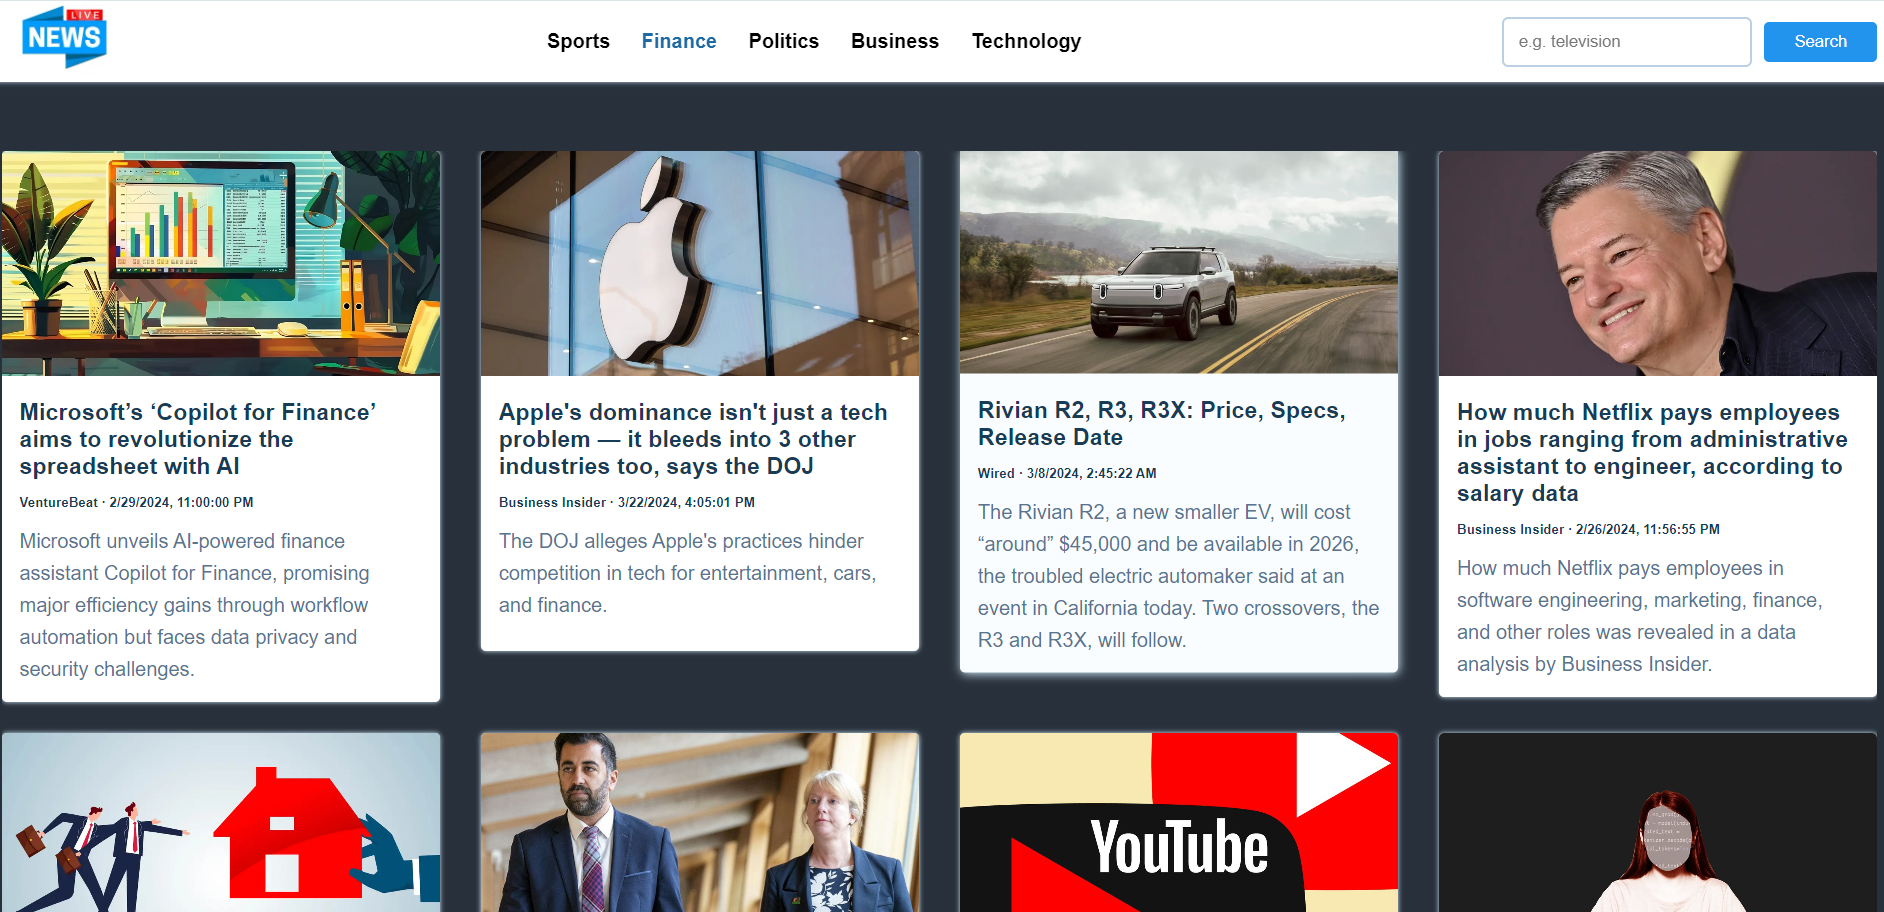 LIVE
NEWS
Sports Finance Politics Business Technology
e.g. television
Search
Microsoft’s ‘Copilot for Finance’
aims to revolutionize the
spreadsheet with AI
VentureBeat · 2/29/2024, 11:00:00 PM
Microsoft unveils AI-powered finance
assistant Copilot for Finance, promising
major efficiency gains through workflow
automation but faces data privacy and
security challenges.
Apple's dominance isn't just a tech
problem — it bleeds into 3 other
industries too, says the DOJ
Business Insider · 3/22/2024, 4:05:01 PM
The DOJ alleges Apple's practices hinder
competition in tech for entertainment, cars,
and finance.
Rivian R2, R3, R3X: Price, Specs,
Release Date
Wired · 3/8/2024, 2:45:22 AM
The Rivian R2, a new smaller EV, will cost
“around” $45,000 and be available in 2026,
the troubled electric automaker said at an
event in California today. Two crossovers, the
R3 and R3X, will follow.
How much Netflix pays employees
in jobs ranging from administrative
assistant to engineer, according to
salary data
Business Insider · 2/26/2024, 11:56:55 PM
How much Netflix pays employees in
software engineering, marketing, finance,
and other roles was revealed in a data
analysis by Business Insider.
YouTube